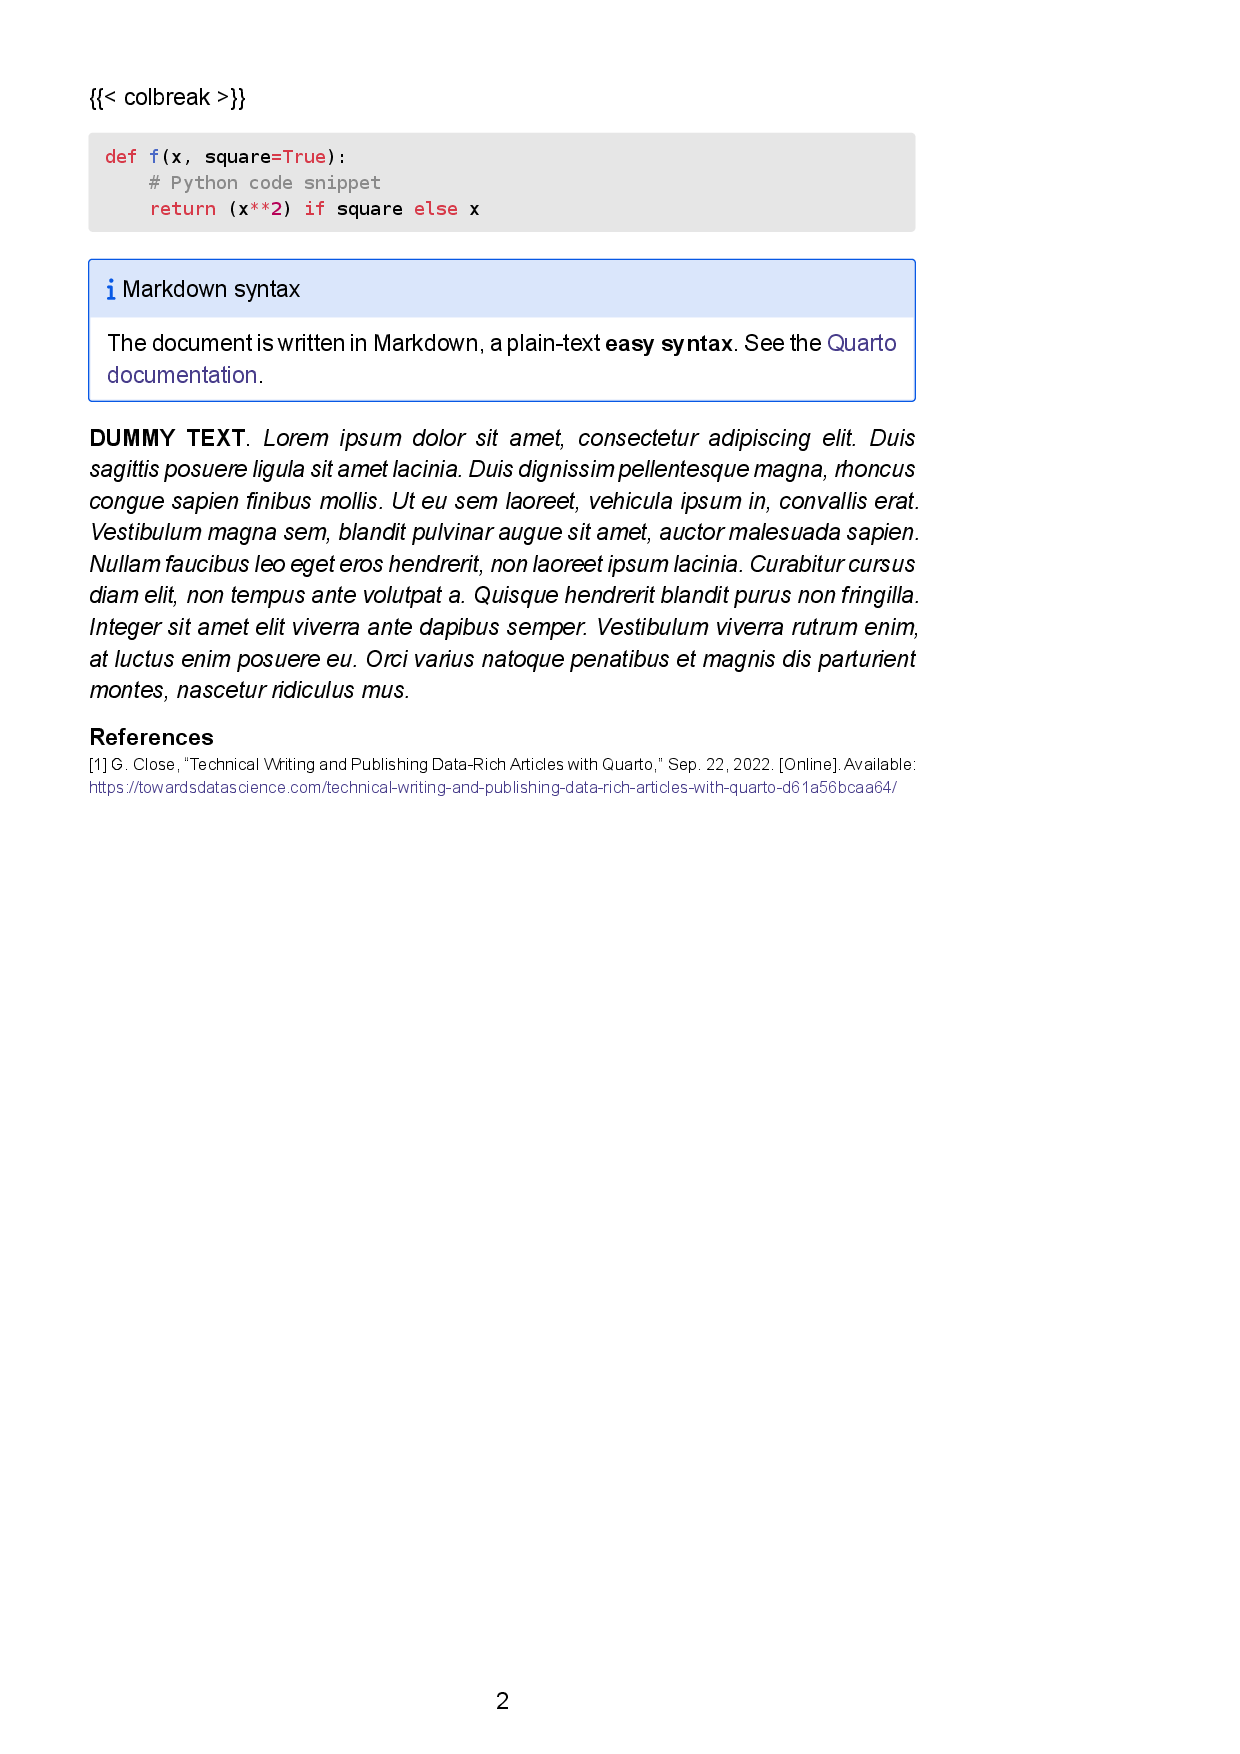 {{< colbreak >}}
def f(x, square=True):
    # Python code snippet
    return (x**2) if square else x
i Markdown syntax
The document is written in Markdown, a plain-text easy syntax. See the Quarto
documentation.
DUMMY TEXT. Lorem ipsum dolor sit amet, consectetur adipiscing elit. Duis
sagittis posuere ligula sit amet lacinia. Duis dignissim pellentesque magna, rhoncus
congue sapien finibus mollis. Ut eu sem laoreet, vehicula ipsum in, convallis erat.
Vestibulum magna sem, blandit pulvinar augue sit amet, auctor malesuada sapien.
Nullam faucibus leo eget eros hendrerit, non laoreet ipsum lacinia. Curabitur cursus
diam elit, non tempus ante volutpat a. Quisque hendrerit blandit purus non fringilla.
Integer sit amet elit viverra ante dapibus semper. Vestibulum viverra rutrum enim,
at luctus enim posuere eu. Orci varius natoque penatibus et magnis dis parturient
montes, nascetur ridiculus mus.
References
[1] G. Close, “Technical Writing and Publishing Data-Rich Articles with Quarto,” Sep. 22, 2022. [Online]. Available:
https://towardsdatascience.com/technical-writing-and-publishing-data-rich-articles-with-quarto-d61a56bcaa64/
2